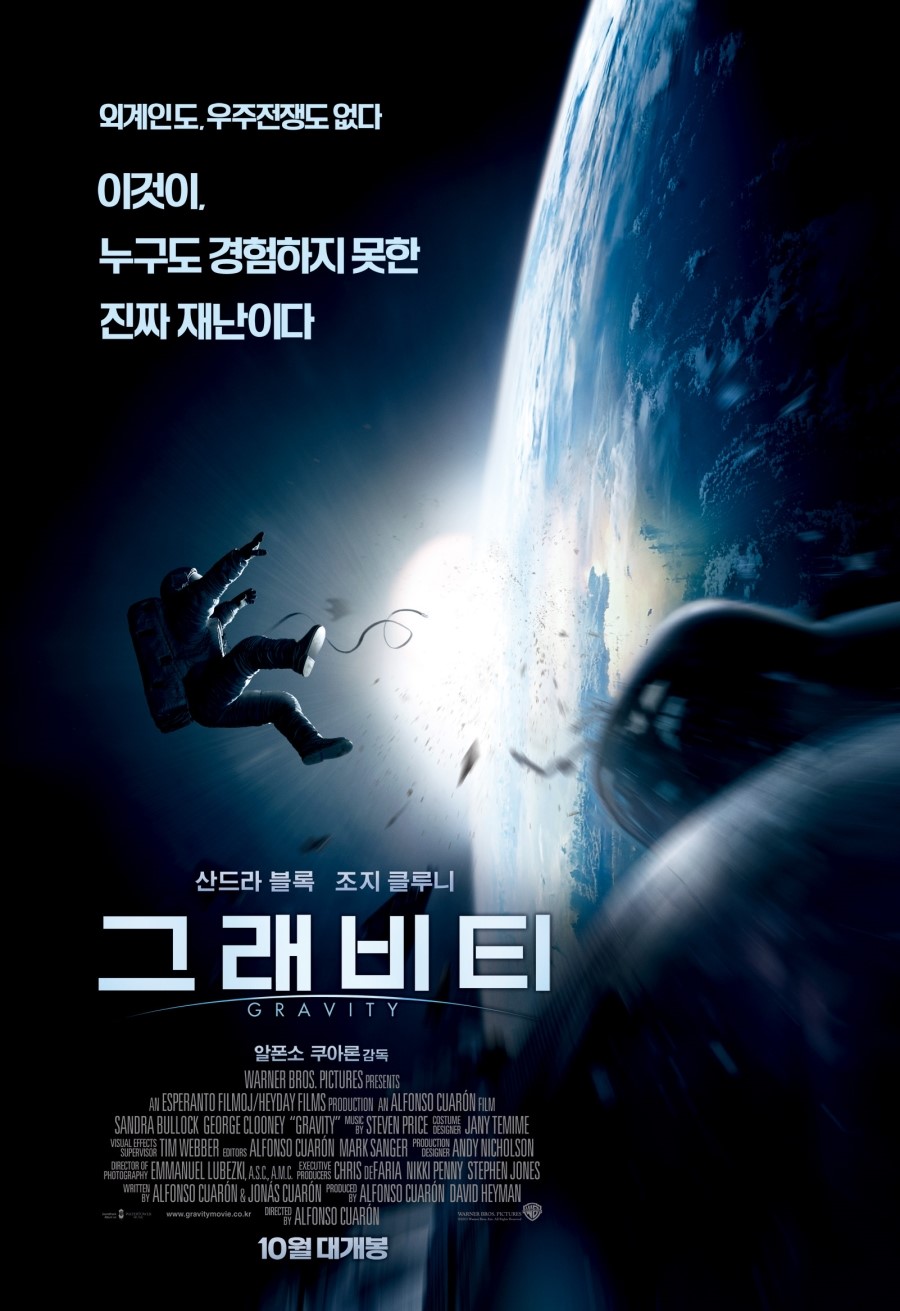 외계인도, 우주전쟁도 없다
이것이,
누구도 경험하지 못한
진짜 재난이다
산드라 블록 조지 클루니
그래비티
GRAVITY
알폰소 쿠아론 감독
WARNER BROS. PICTURES PRESENTS
AN ESPERANTO FILMOJ/HEYDAY FILMS PRODUCTION AN ALFONSO CUARÓN FILM
SANDRA BULLOCK GEORGE CLOONEY “GRAVITY” MUSIC BY STEVEN PRICE COSTUME DESIGNER JANY TEMIME
VISUAL EFFECTS SUPERVISOR TIM WEBBER EDITORS ALFONSO CUARÓN MARK SANGER PRODUCTION DESIGNER ANDY NICHOLSON
DIRECTOR OF PHOTOGRAPHY EMMANUEL LUBEZKI, A.S.C., A.M.C. EXECUTIVE PRODUCERS CHRIS DEFARIA NIKKI PENNY STEPHEN JONES
WRITTEN BY ALFONSO CUARÓN & JONÁS CUARÓN PRODUCED BY ALFONSO CUARÓN DAVID HEYMAN
www.gravitymovie.co.kr DIRECTED BY ALFONSO CUARÓN WARNER BROS. PICTURES
10월 대개봉